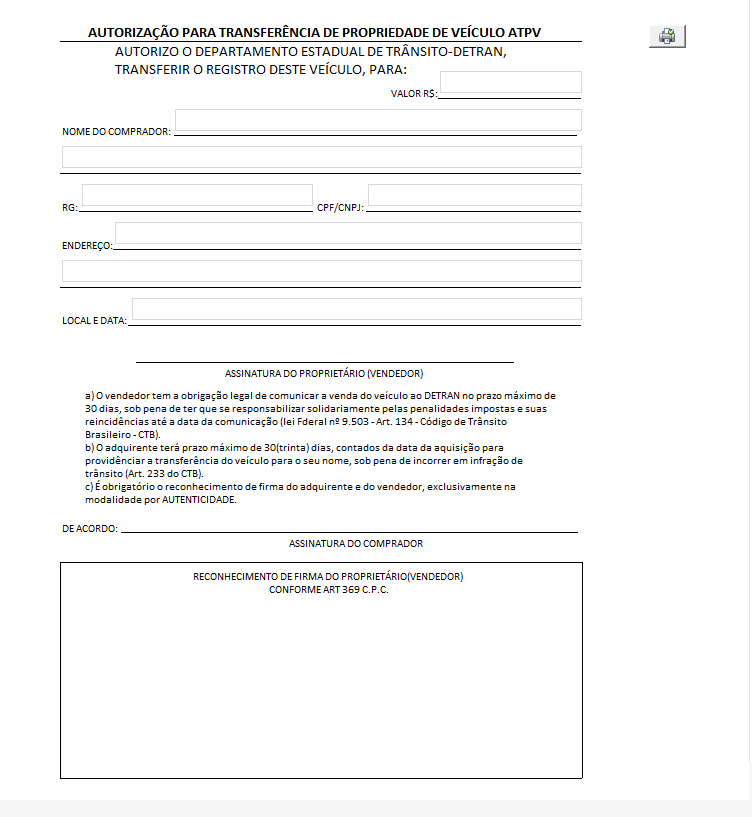 AUTORIZAÇÃO PARA TRANSFERÊNCIA DE PROPRIEDADE DE VEÍCULO ATPV
AUTORIZO O DEPARTAMENTO ESTADUAL DE TRÂNSITO-DETRAN,
TRANSFERIR O REGISTRO DESTE VEÍCULO, PARA:
VALOR R$:
NOME DO COMPRADOR:
RG: CPF/CNPJ:
ENDEREÇO:
LOCAL E DATA:
ASSINATURA DO PROPRIETÁRIO (VENDEDOR)
a) O vendedor tem a obrigação legal de comunicar a venda do veículo ao DETRAN no prazo máximo de
30 dias, sob pena de ter que se responsabilizar solidariamente pelas penalidades impostas e suas
reincidências até a data da comunicação (lei Fderal nº 9.503 - Art. 134 - Código de Trânsito
Brasileiro - CTB).
b) O adquirente terá prazo máximo de 30(trinta) dias, contados da data da aquisição para
providênciar a transferência do veículo para o seu nome, sob pena de incorrer em infração de
trânsito (Art. 233 do CTB).
c) É obrigatório o reconhecimento de firma do adquirente e do vendedor, exclusivamente na
modalidade por AUTENTICIDADE.
DE ACORDO:
ASSINATURA DO COMPRADOR
RECONHECIMENTO DE FIRMA DO PROPRIETÁRIO(VENDEDOR)
CONFORME ART 369 C.P.C.